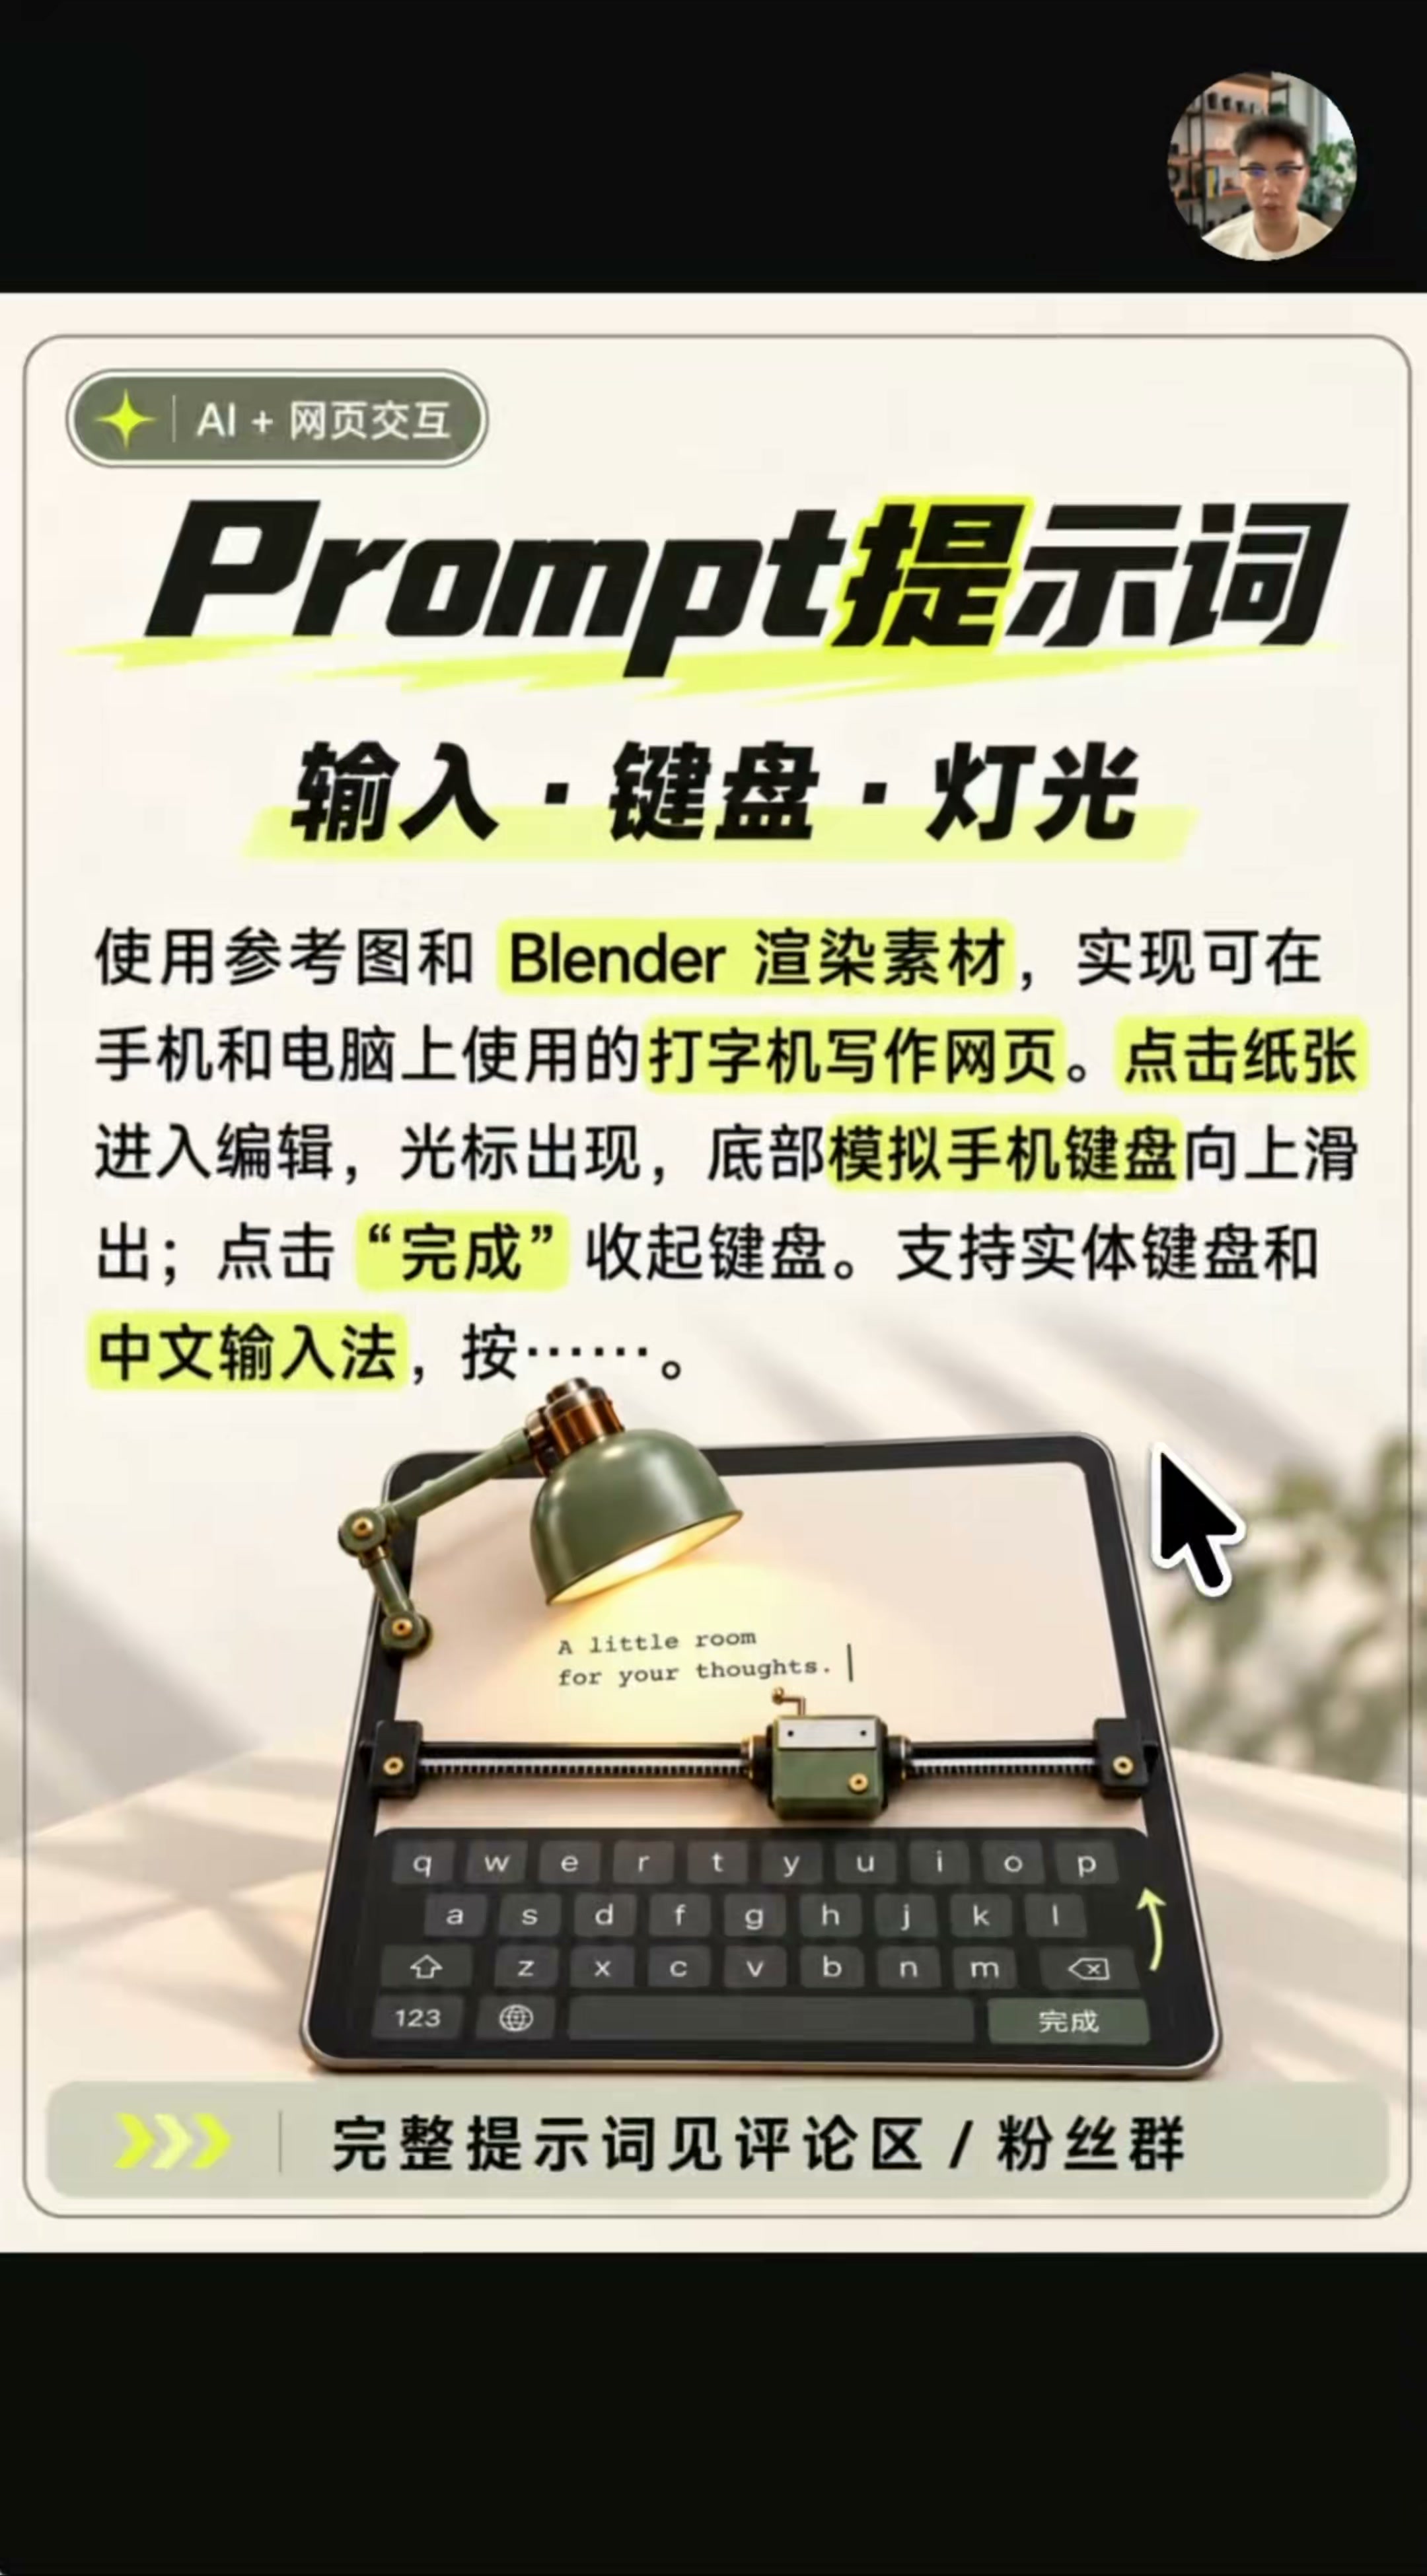 AI + 网页交互
Prompt提示词
输入·键盘·灯光
使用参考图和 Blender 渲染素材，实现可在
手机和电脑上使用的打字机写作网页。点击纸张
进入编辑，光标出现，底部模拟手机键盘向上滑
出；点击“完成”收起键盘。支持实体键盘和
中文输入法，按……。
A little room
for your thoughts.
q w e r t y u i o p
a s d f g h j k l
z x c v b n m
123 完成
完整提示词见评论区 / 粉丝群